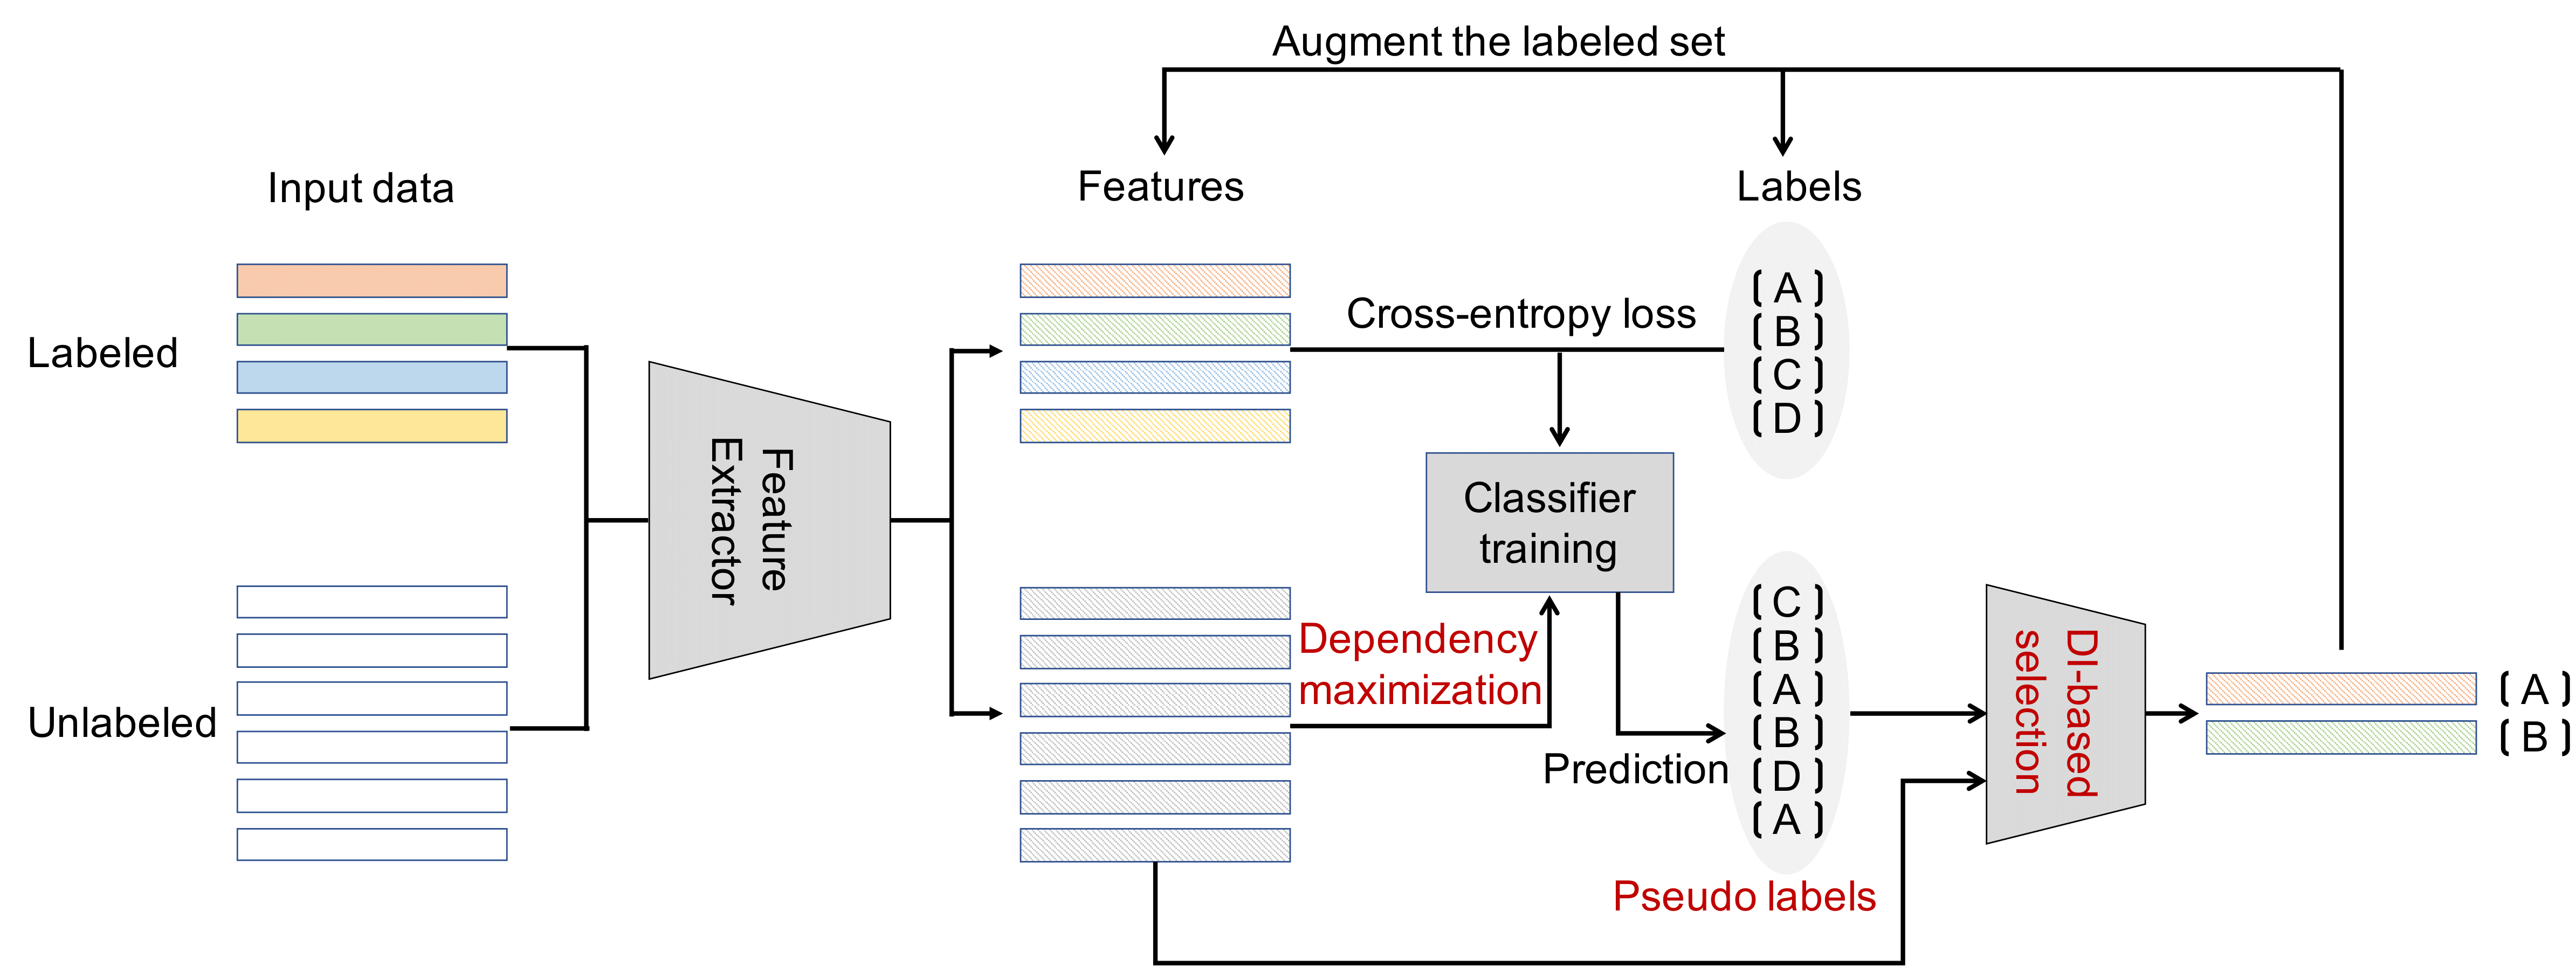 Augment the labeled set
Input data
Features
Labels
Labeled
Unlabeled
Feature
Extractor
Cross-entropy loss
[ A ]
[ B ]
[ C ]
[ D ]
Classifier
training
Dependency
maximization
Prediction
[ C ]
[ B ]
[ A ]
[ B ]
[ D ]
[ A ]
Pseudo labels
DI-based
selection
[ A ]
[ B ]